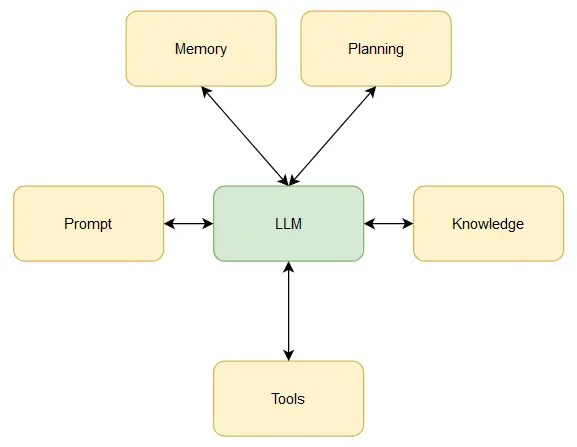 Memory
Planning
Prompt
LLM
Knowledge
Tools